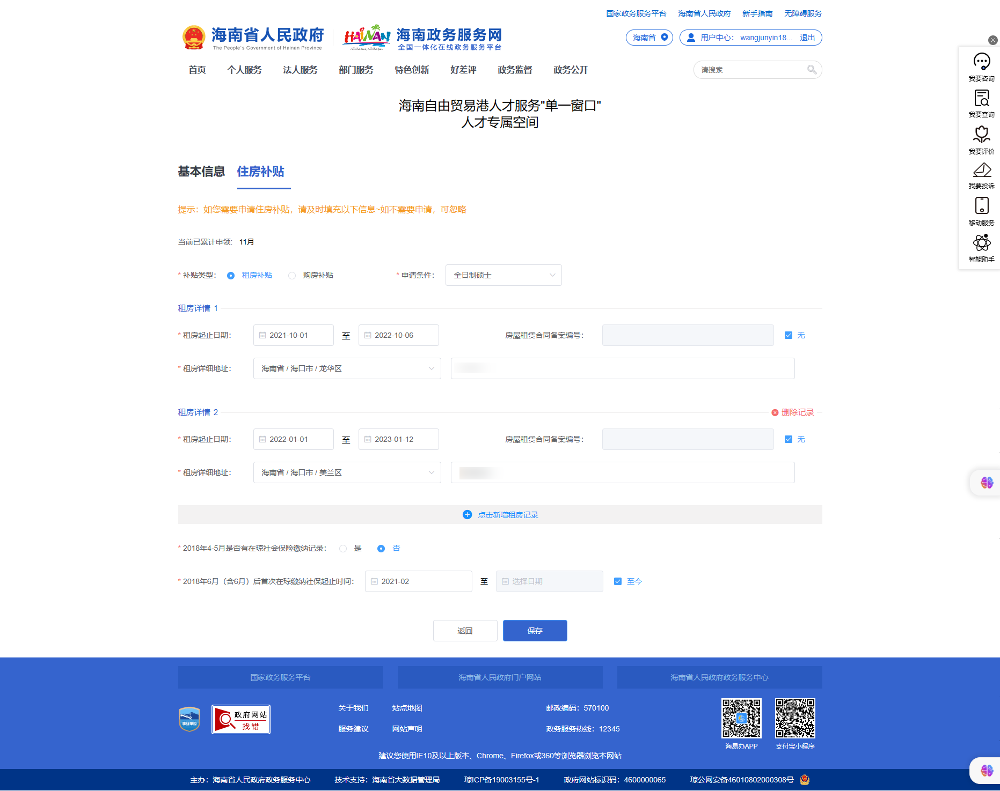 国家政务服务平台 海南省人民政府 新手指南 无障碍服务
海南省人民政府
The People's Government of Hainan Province
HAINAN
All the sun, all the fun
海南政务服务网
全国一体化在线政务服务平台
海南省
用户中心： wangjunyin18... 退出
首页 个人服务 法人服务 部门服务 特色创新 好差评 政务监督 政务公开
请搜索
我要咨询
我要查询
我要评价
我要投诉
移动服务
智能助手
海南自由贸易港人才服务"单一窗口"
人才专属空间
基本信息 住房补贴
提示：如您需要申请住房补贴，请及时填充以下信息~如不需要申请，可忽略
当前已累计申领: 11月
* 补贴类型： 租房补贴 购房补贴 * 申请条件： 全日制硕士
租房详情 1
* 租房起止日期： 2021-10-01 至 2022-10-06 房屋租赁合同备案编号： 无
* 租房详细地址： 海南省 / 海口市 / 龙华区
租房详情 2 删除记录
* 租房起止日期： 2022-01-01 至 2023-01-12 房屋租赁合同备案编号： 无
* 租房详细地址： 海南省 / 海口市 / 美兰区
点击新增租房记录
* 2018年4-5月是否有在琼社会保险缴纳记录： 是 否
* 2018年6月（含6月）后首次在琼缴纳社保起止时间： 2021-02 至 选择日期 至今
返回 保存
国家政务服务平台 海南省人民政府门户网站 海南省人民政府政务服务中心
事业单位
政府网站
找错
关于我们 站点地图 邮政编码：570100
服务建议 网站声明 政务服务热线：12345
海易办APP 支付宝小程序
建议您使用IE10及以上版本、Chrome、Firefox或360等浏览器浏览本网站
主办：海南省人民政府政务服务中心 技术支持：海南省大数据管理局 琼ICP备19003155号-1 政府网站标识码：4600000065 琼公网安备46010802000308号